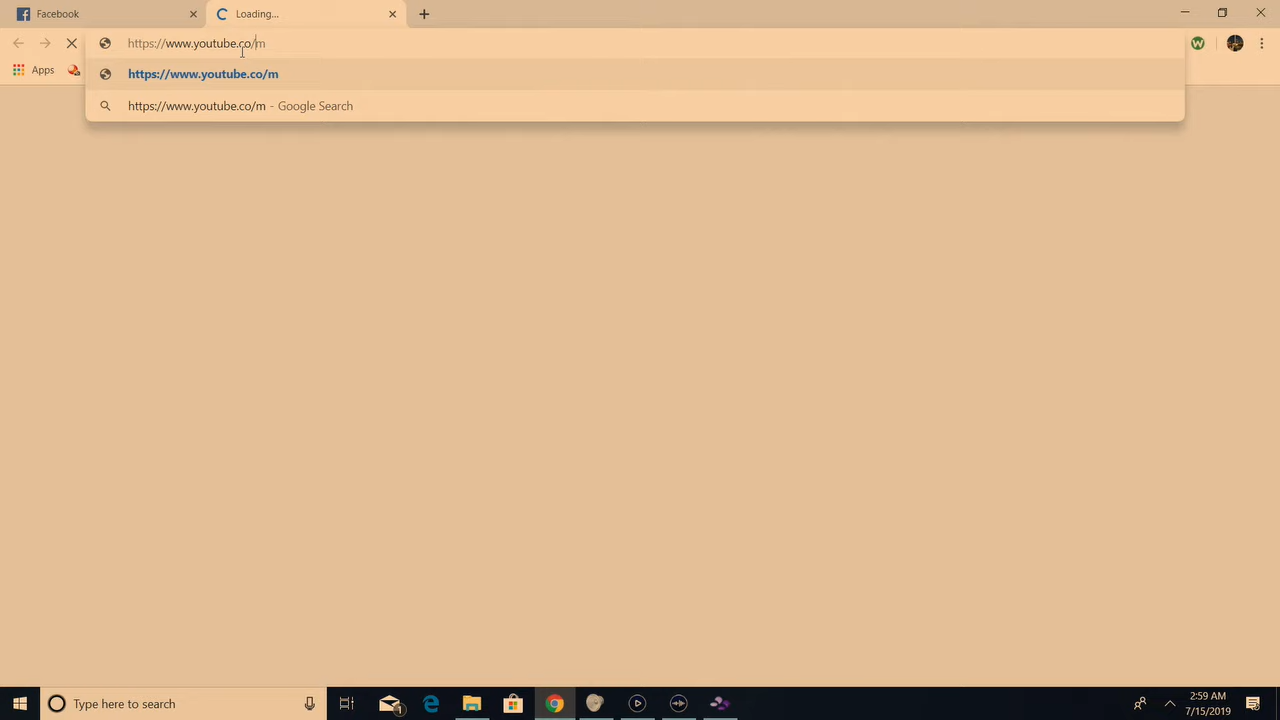 Facebook
Loading...
https://www.youtube.co/m
Apps
https://www.youtube.co/m
https://www.youtube.co/m - Google Search
W
Type here to search
1
2:59 AM
7/15/2019